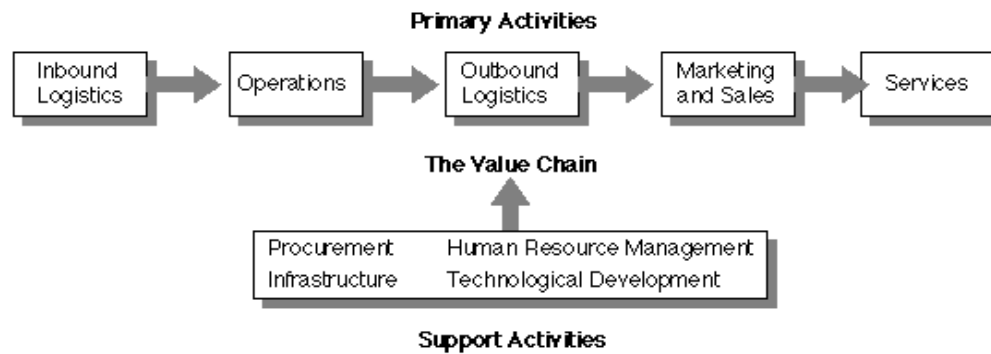 Primary Activities
Inbound
Logistics
Operations
Outbound
Logistics
Marketing
and Sales
Services
The Value Chain
Procurement Human Resource Management
Infrastructure Technological Development
Support Activities